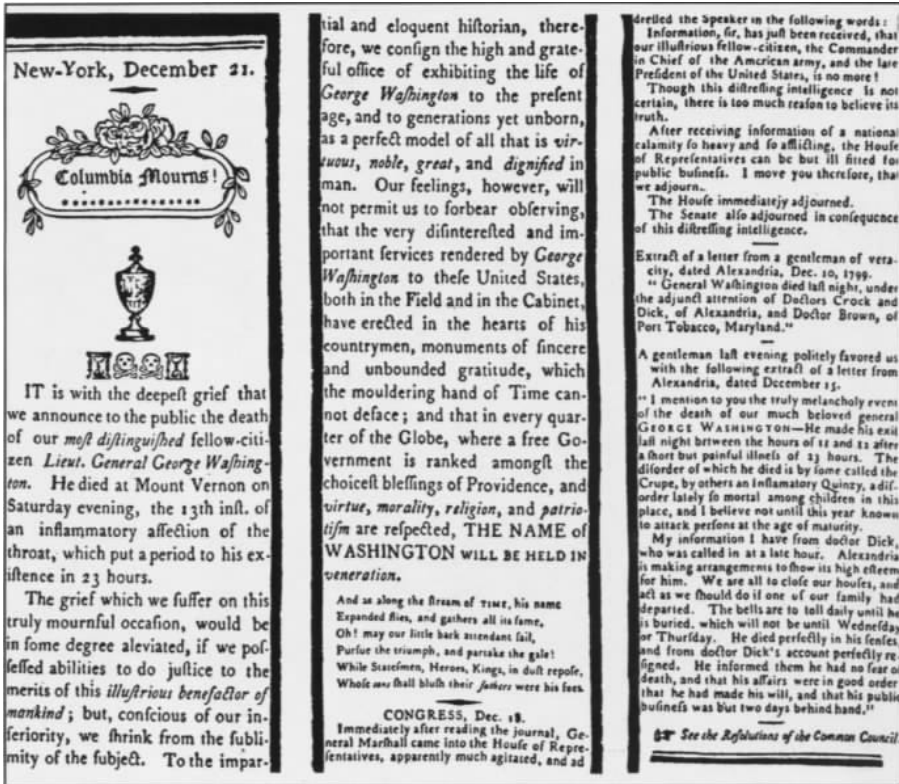 New-York, December 21.
Columbia Mourns!
IT is with the deepeſt grief that
we announce to the public the death
of our moſt diſtinguiſhed fellow-citi-
zen Lieut. General George Waſhing-
ton. He died at Mount Vernon on
Saturday evening, the 13th inſt. of
an inflammatory affection of the
throat, which put a period to his ex-
iſtence in 23 hours.
The grief which we ſuffer on this
truly mournful occaſion, would be
in ſome degree aleviated, if we poſ-
ſeſſed abilities to do juſtice to the
merits of this illuſtrious benefactor of
mankind; but, conſcious of our in-
feriority, we ſhrink from the ſubli-
mity of the ſubject. To the impar-
tial and eloquent hiſtorian, there-
fore, we conſign the high and grate-
ful office of exhibiting the life of
George Waſhington to the preſent
age, and to generations yet unborn,
as a perfect model of all that is vir-
tuous, noble, great, and dignified in
man. Our feelings, however, will
not permit us to forbear obſerving,
that the very diſintereſted and im-
portant ſervices rendered by George
Waſhington to theſe United States,
both in the Field and in the Cabinet,
have erected in the hearts of his
countrymen, monuments of ſincere
and unbounded gratitude, which
the mouldering hand of Time can-
not deface; and that in every quar-
ter of the Globe, where a free Go-
vernment is ranked amongſt the
choiceſt bleſſings of Providence, and
virtue, morality, religion, and patrio-
tiſm are reſpected, THE NAME of
WASHINGTON WILL BE HELD IN
veneration.
And as along the ſtream of TIME, his name
Expanded flies, and gathers all its fame,
Oh! may our little bark attendant ſail,
Purſue the triumph, and partake the gale!
While Stateſmen, Heroes, Kings, in duſt repoſe,
Whoſe ſons ſhall bluſh their fathers were his foes.
CONGRESS, Dec. 18.
Immediately after reading the journal, Ge-
neral Marſhall came into the Houſe of Repre-
ſentatives, apparently much agitated, and ad
dreſſed the Speaker in the following words:
Information, ſir, has juſt been received, that
our illuſtrious fellow-citizen, the Commander
in Chief of the American army, and the late
Preſident of the United States, is no more!
Though this diſtreſſing intelligence is not
certain, there is too much reaſon to believe its
truth.
After receiving information of a national
calamity ſo heavy and ſo afflicting, the Houſe
of Repreſentatives can be but ill fitted for
public buſineſs. I move you therefore, that
we adjourn.
The Houſe immediately adjourned.
The Senate alſo adjourned in conſequence
of this diſtreſſing intelligence.
Extract of a letter from a gentleman of vera-
city, dated Alexandria, Dec. 10, 1799.
" General Waſhington died laſt night, under
the adjunct attention of Doctors Crock and
Dick, of Alexandria, and Doctor Brown, of
Port Tobacco, Maryland."
A gentleman laſt evening politely favored us
with the following extract of a letter from
Alexandria, dated December 15.
" I mention to you the truly melancholy event
of the death of our much beloved general
GEORGE WASHINGTON—He made his exit
laſt night between the hours of 11 and 12 after
a ſhort but painful illneſs of 23 hours. The
diſorder of which he died is by ſome called the
Crupe, by others an Inflamatory Quinzy, a diſ-
order lately ſo mortal among children in this
place, and I believe not until this year known
to attack perſons at the age of maturity.
My information I have from doctor Dick,
who was called in at a late hour. Alexandria
is making arrangements to ſhow its high eſteem
for him. We are all to cloſe our houſes, and
act as we ſhould do if one of our family had
departed. The bells are to toll daily until he
is buried, which will not be until Wedneſday
or Thurſday. He died perfectly in his ſenſes,
and from doctor Dick's account perfectly re-
ſigned. He informed them he had no fear of
death, and that his affairs were in good order
that he had made his will, and that his public
buſineſs was but two days behind hand."
☞ See the Reſolutions of the Common Council.